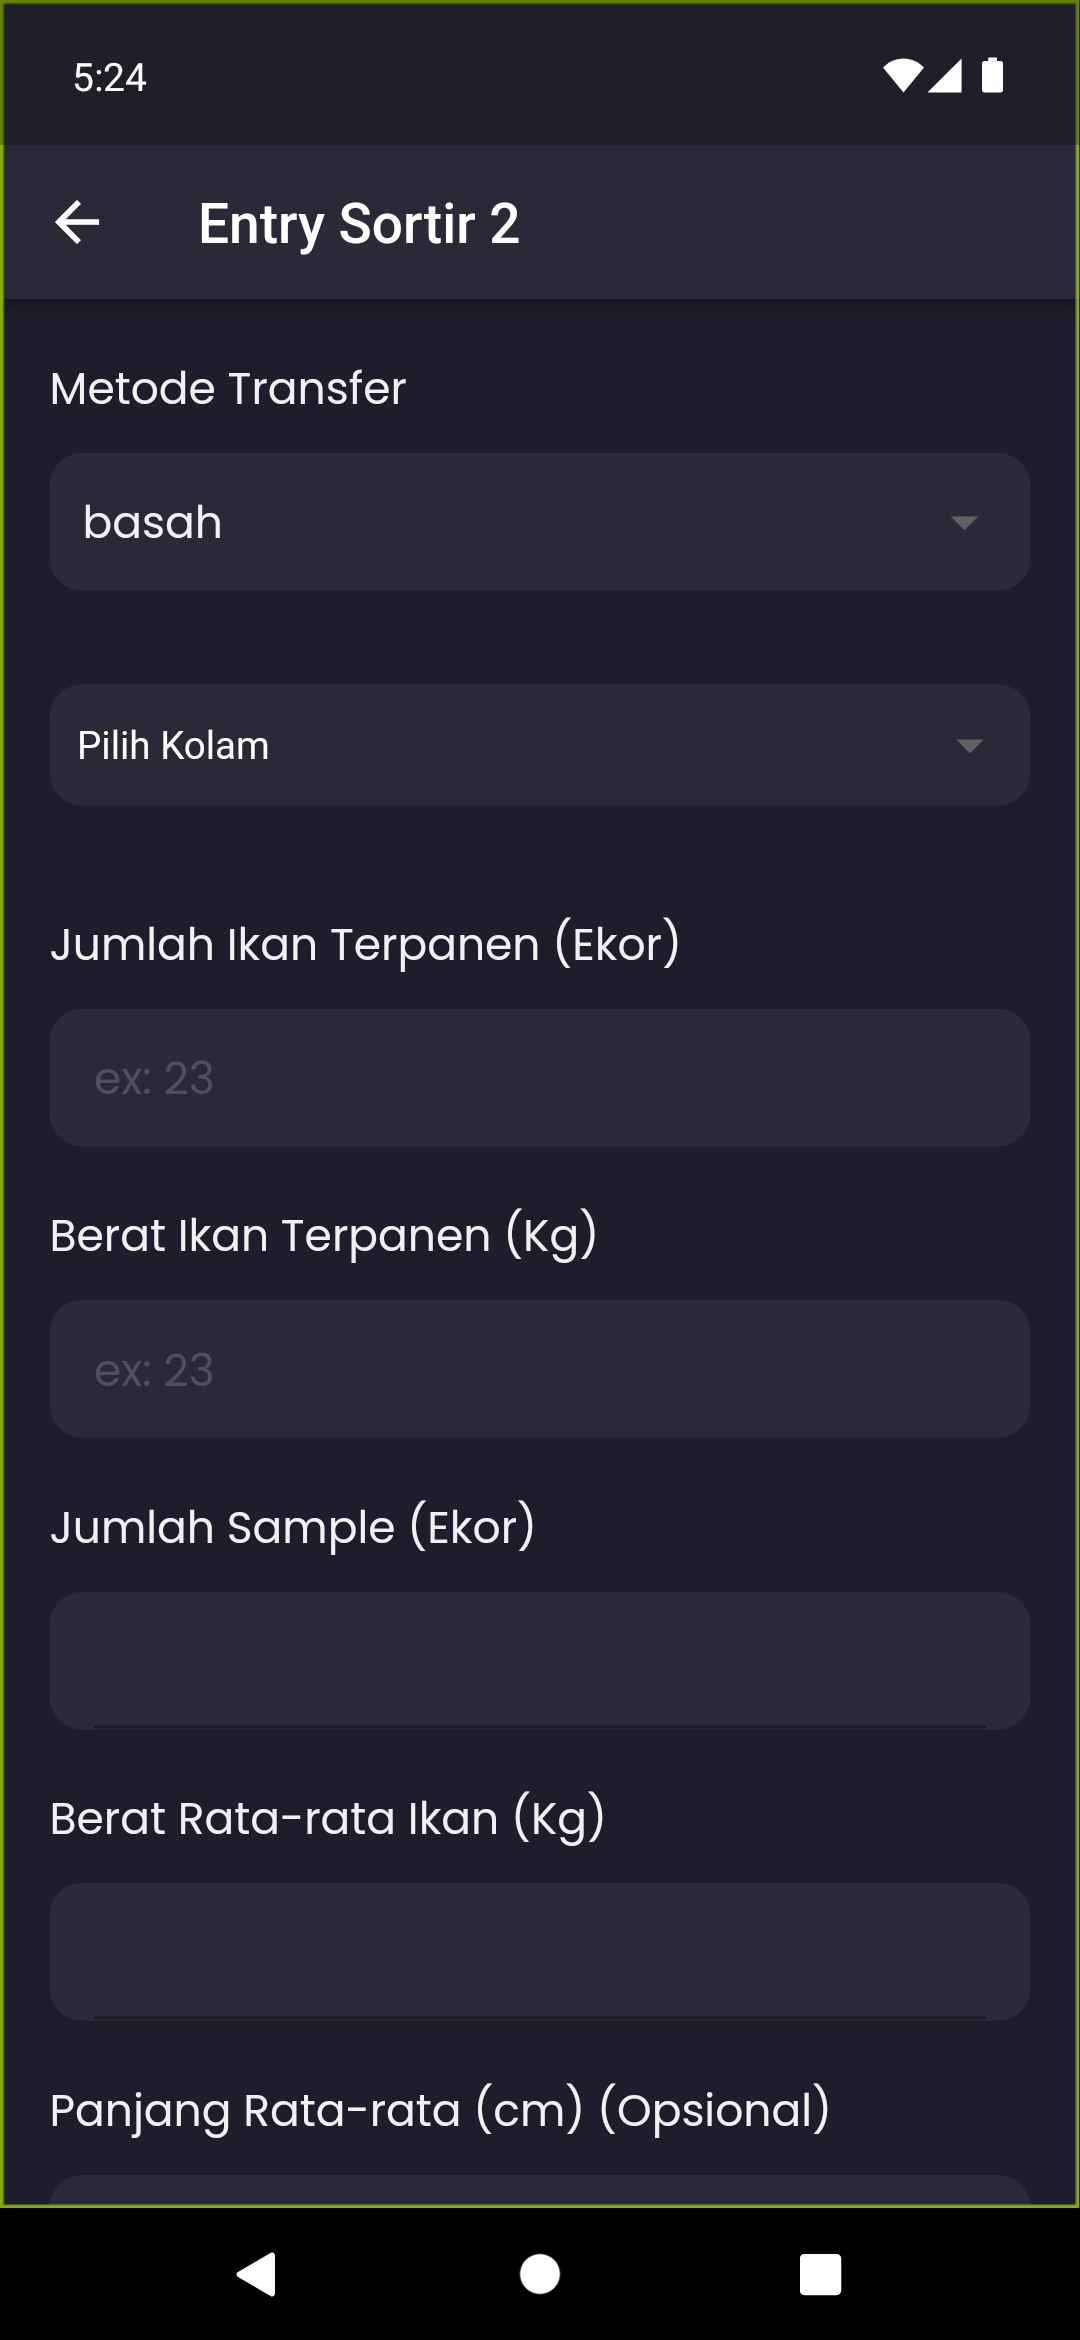 5:24
Entry Sortir 2
Metode Transfer
basah
Pilih Kolam
Jumlah Ikan Terpanen (Ekor)
ex: 23
Berat Ikan Terpanen (Kg)
ex: 23
Jumlah Sample (Ekor)
Berat Rata-rata Ikan (Kg)
Panjang Rata-rata (cm) (Opsional)